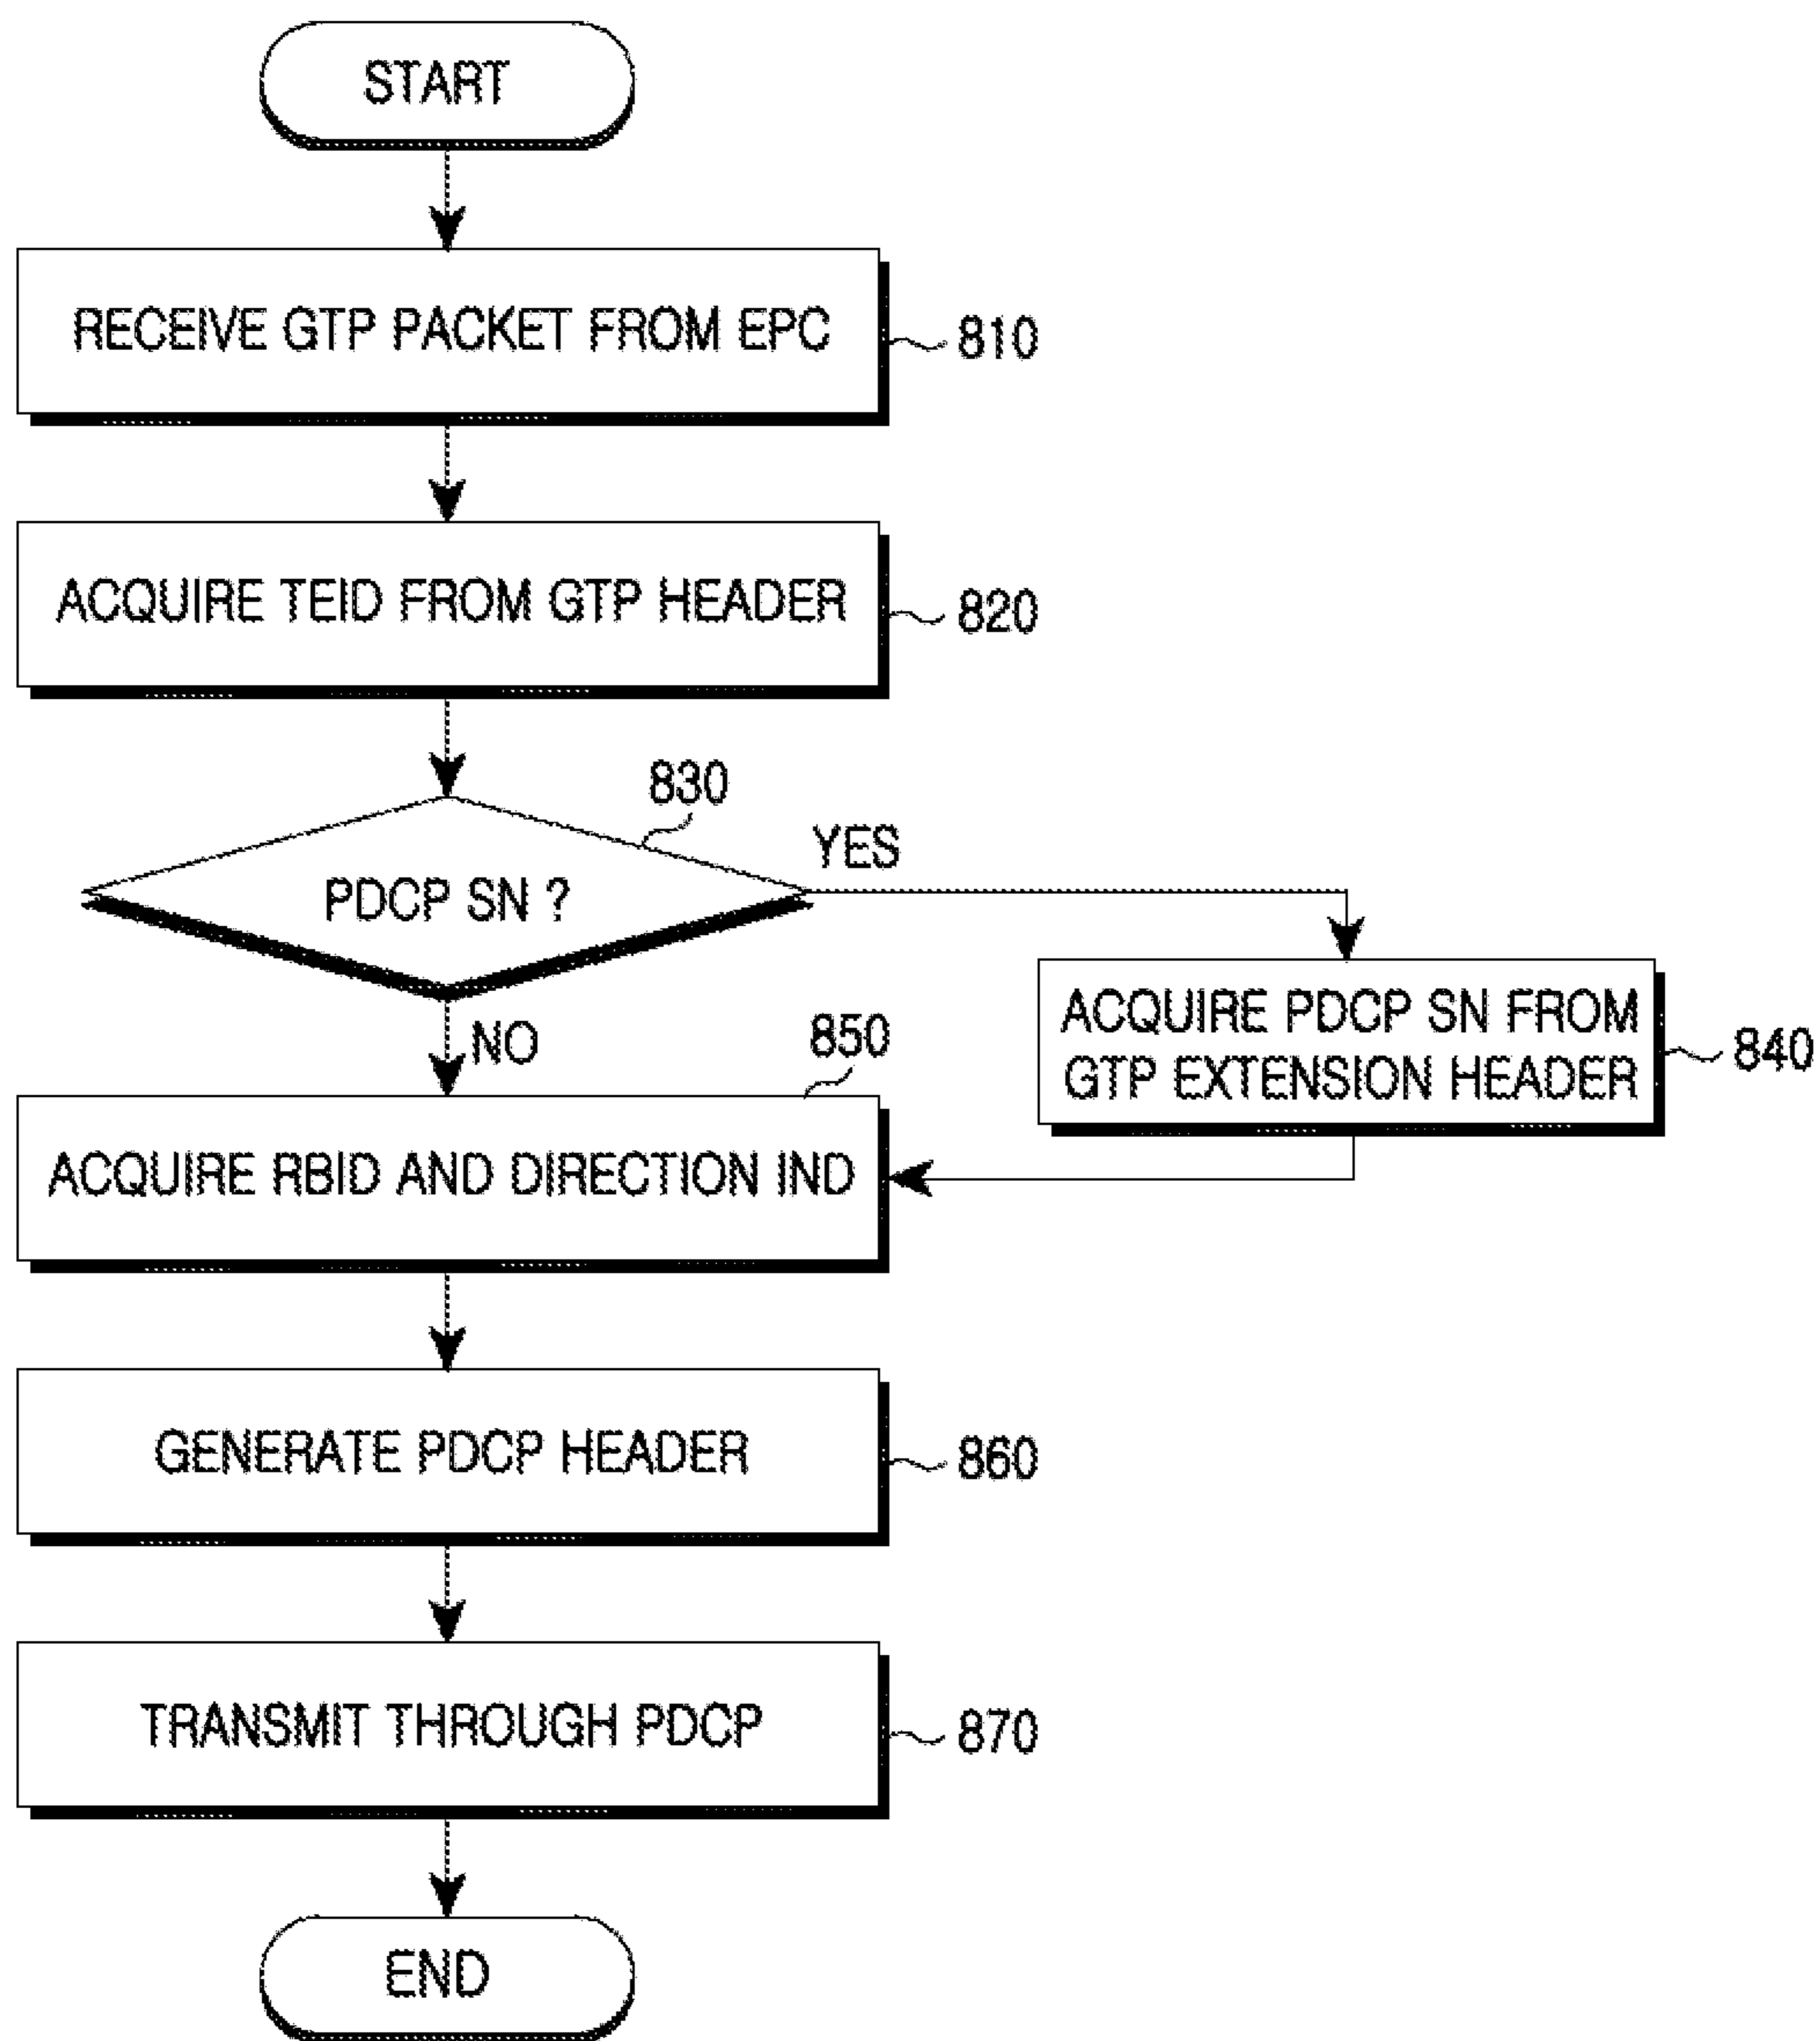 START
RECEIVE GTP PACKET FROM EPC
810
ACQUIRE TEID FROM GTP HEADER
820
830
PDCP SN ?
YES
NO
ACQUIRE PDCP SN FROM
GTP EXTENSION HEADER
840
850
ACQUIRE RBID AND DIRECTION IND
GENERATE PDCP HEADER
860
TRANSMIT THROUGH PDCP
870
END